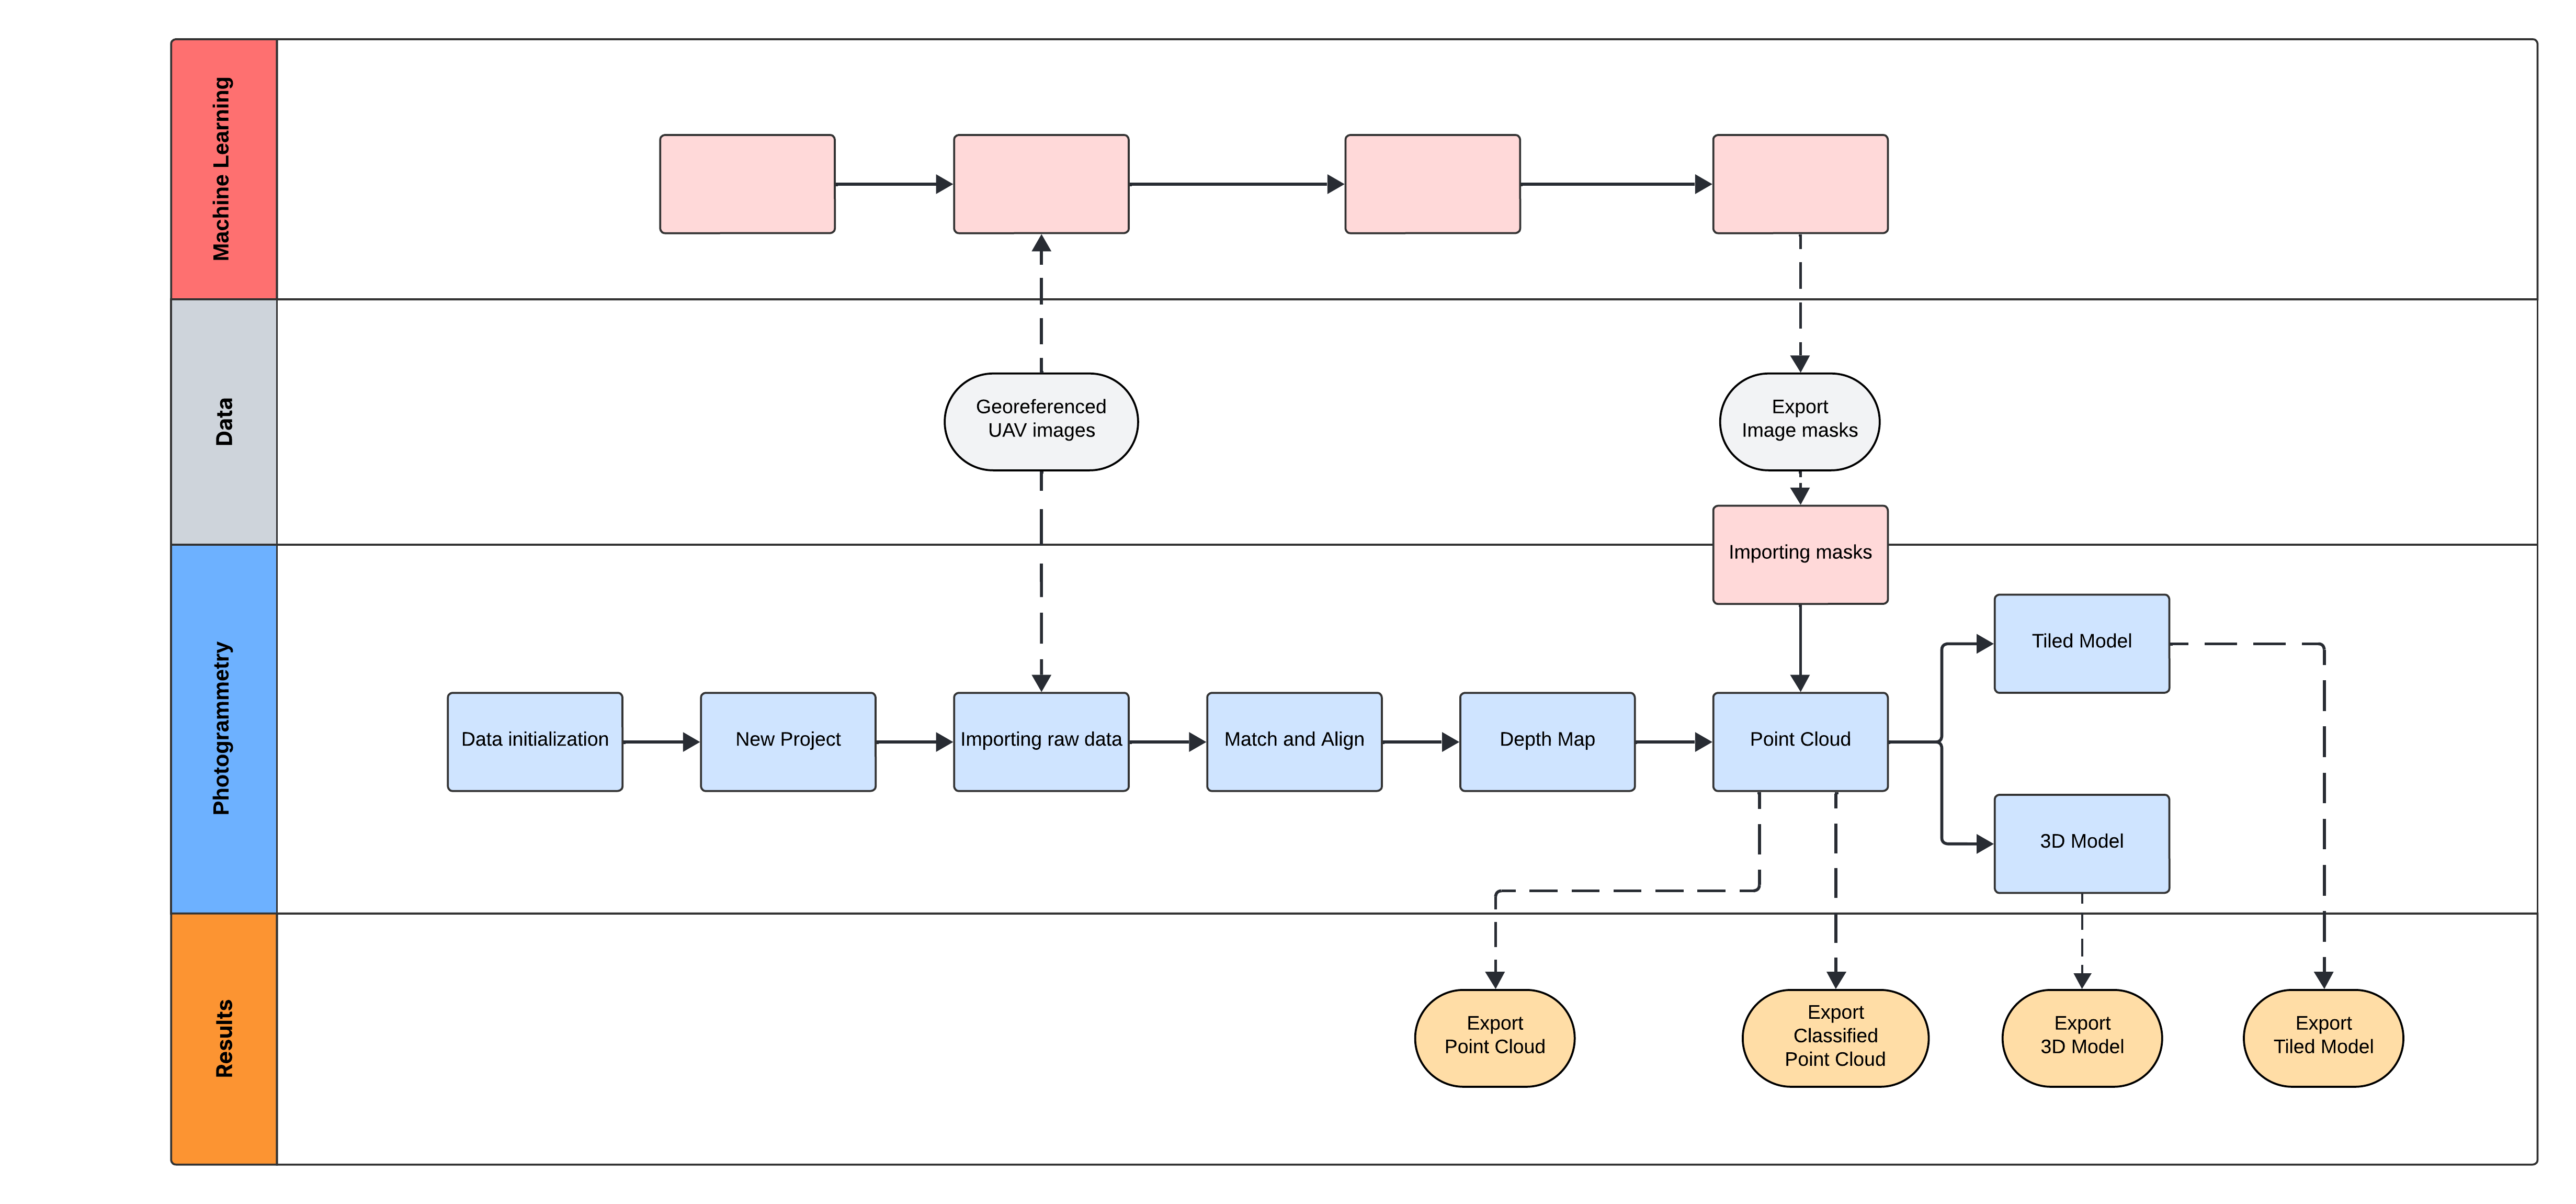 Machine Learning
Data
Georeferenced
UAV images
Export
Image masks
Importing masks
Photogrammetry
Tiled Model
Data initialization
New Project
Importing raw data
Match and Align
Depth Map
Point Cloud
3D Model
Results
Export
Point Cloud
Export
Classified
Point Cloud
Export
3D Model
Export
Tiled Model